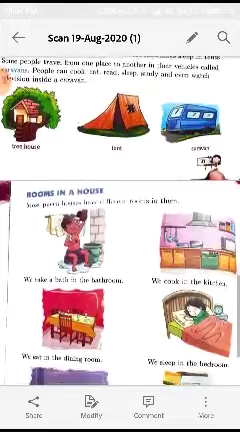 Scan 19-Aug-2020 (1)
Some people travel from one place to another in their vehicles called
caravans. People can cook, eat, read, sleep, study and even watch
television inside a caravan.
tree house
tent
caravan
ROOMS IN A HOUSE
Most pucca houses have different rooms in them.
We take a bath in the bathroom.
We cook in the kitchen.
We eat in the dining room.
We sleep in the bedroom.
Share
Modify
Comment
More